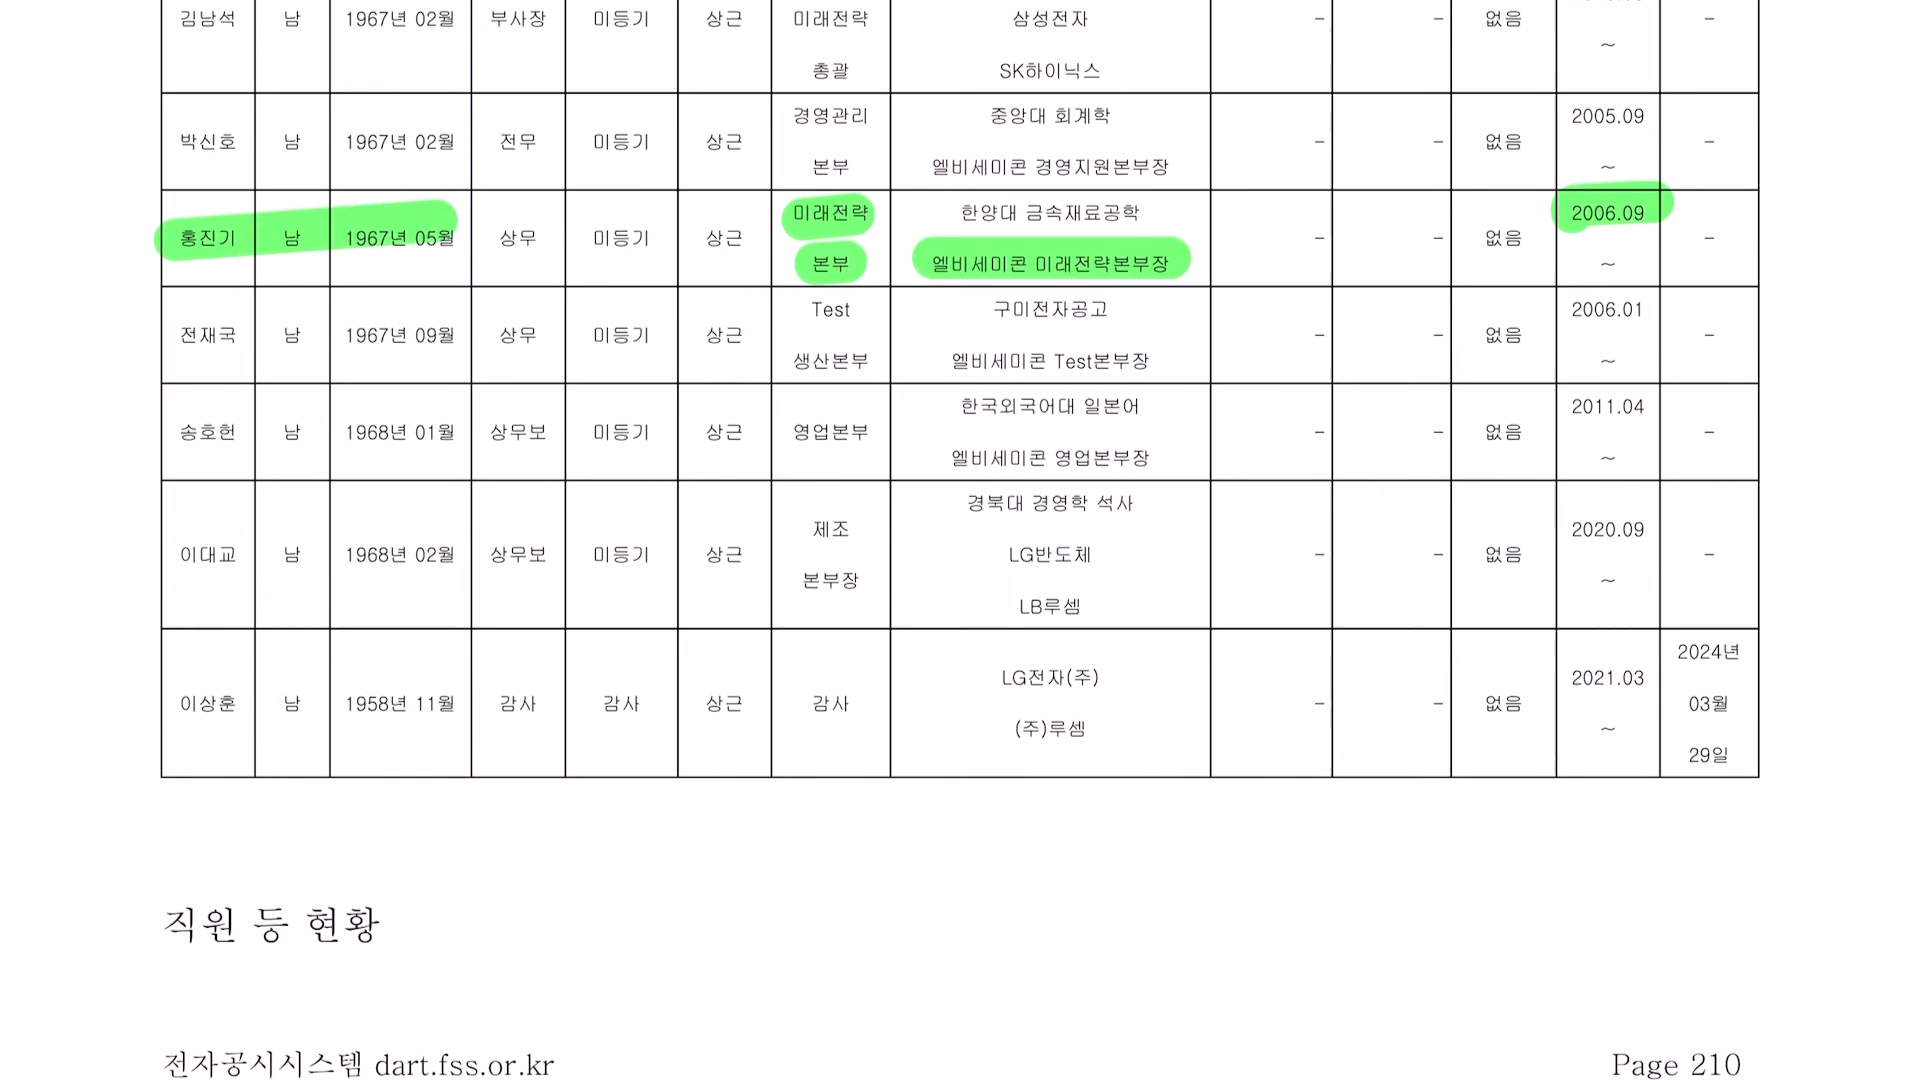 김남석 남 1967년 02월 부사장 미등기 상근 미래전략 총괄 삼성전자 SK하이닉스 – – 없음 ~ –
박신호 남 1967년 02월 전무 미등기 상근 경영관리 본부 중앙대 회계학 엘비세미콘 경영지원본부장 – – 없음 2005.09 ~ –
홍진기 남 1967년 05월 상무 미등기 상근 미래전략 본부 한양대 금속재료공학 엘비세미콘 미래전략본부장 – – 없음 2006.09 ~ –
전재국 남 1967년 09월 상무 미등기 상근 Test 생산본부 구미전자공고 엘비세미콘 Test본부장 – – 없음 2006.01 ~ –
송호헌 남 1968년 01월 상무보 미등기 상근 영업본부 한국외국어대 일본어 엘비세미콘 영업본부장 – – 없음 2011.04 ~ –
이대교 남 1968년 02월 상무보 미등기 상근 제조 본부장 경북대 경영학 석사 LG반도체 LB루셈 – – 없음 2020.09 ~ –
이상훈 남 1958년 11월 감사 감사 상근 감사 LG전자(주) (주)루셈 – – 없음 2021.03 ~ 2024년 03월 29일
직원 등 현황
전자공시시스템 dart.fss.or.kr
Page 210